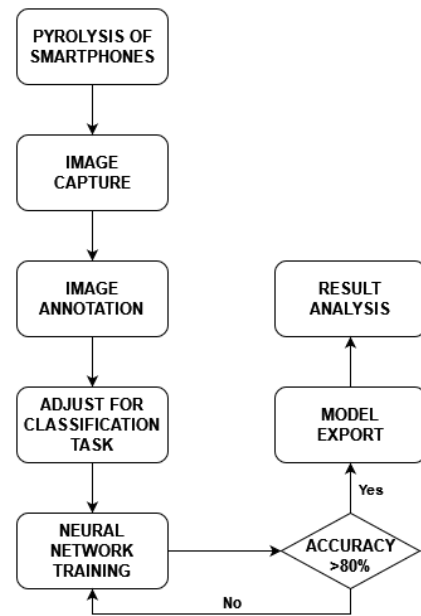 PYROLYSIS OF
SMARTPHONES
IMAGE
CAPTURE
IMAGE
ANNOTATION
ADJUST FOR
CLASSIFICATION
TASK
NEURAL
NETWORK
TRAINING
ACCURACY
>80%
No
Yes
MODEL
EXPORT
RESULT
ANALYSIS